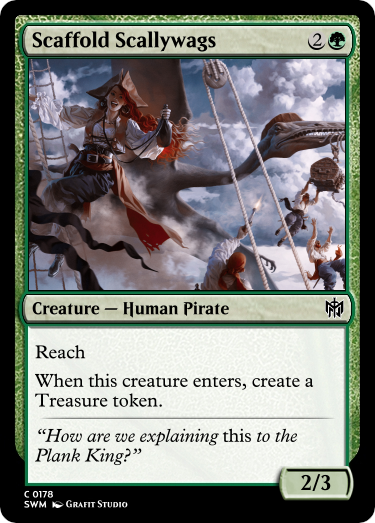 Scaffold Scallywags 2
Creature — Human Pirate
Reach
When this creature enters, create a
Treasure token.
“How are we explaining this to the
Plank King?”
2/3
C 0178
SWM Grafit Studio